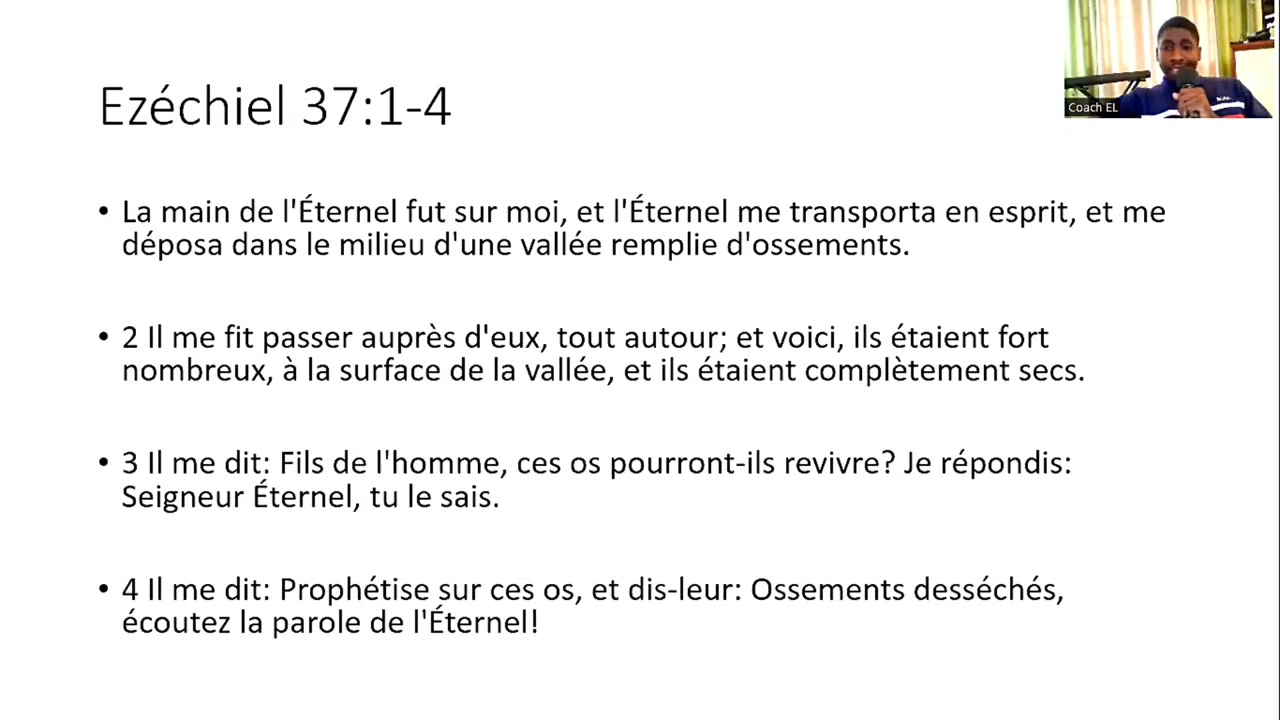 Ezéchiel 37:1-4
Coach EL
• La main de l'Éternel fut sur moi, et l'Éternel me transporta en esprit, et me
déposa dans le milieu d'une vallée remplie d'ossements.
• 2 Il me fit passer auprès d'eux, tout autour; et voici, ils étaient fort
nombreux, à la surface de la vallée, et ils étaient complètement secs.
• 3 Il me dit: Fils de l'homme, ces os pourront-ils revivre? Je répondis:
Seigneur Éternel, tu le sais.
• 4 Il me dit: Prophétise sur ces os, et dis-leur: Ossements desséchés,
écoutez la parole de l'Éternel!